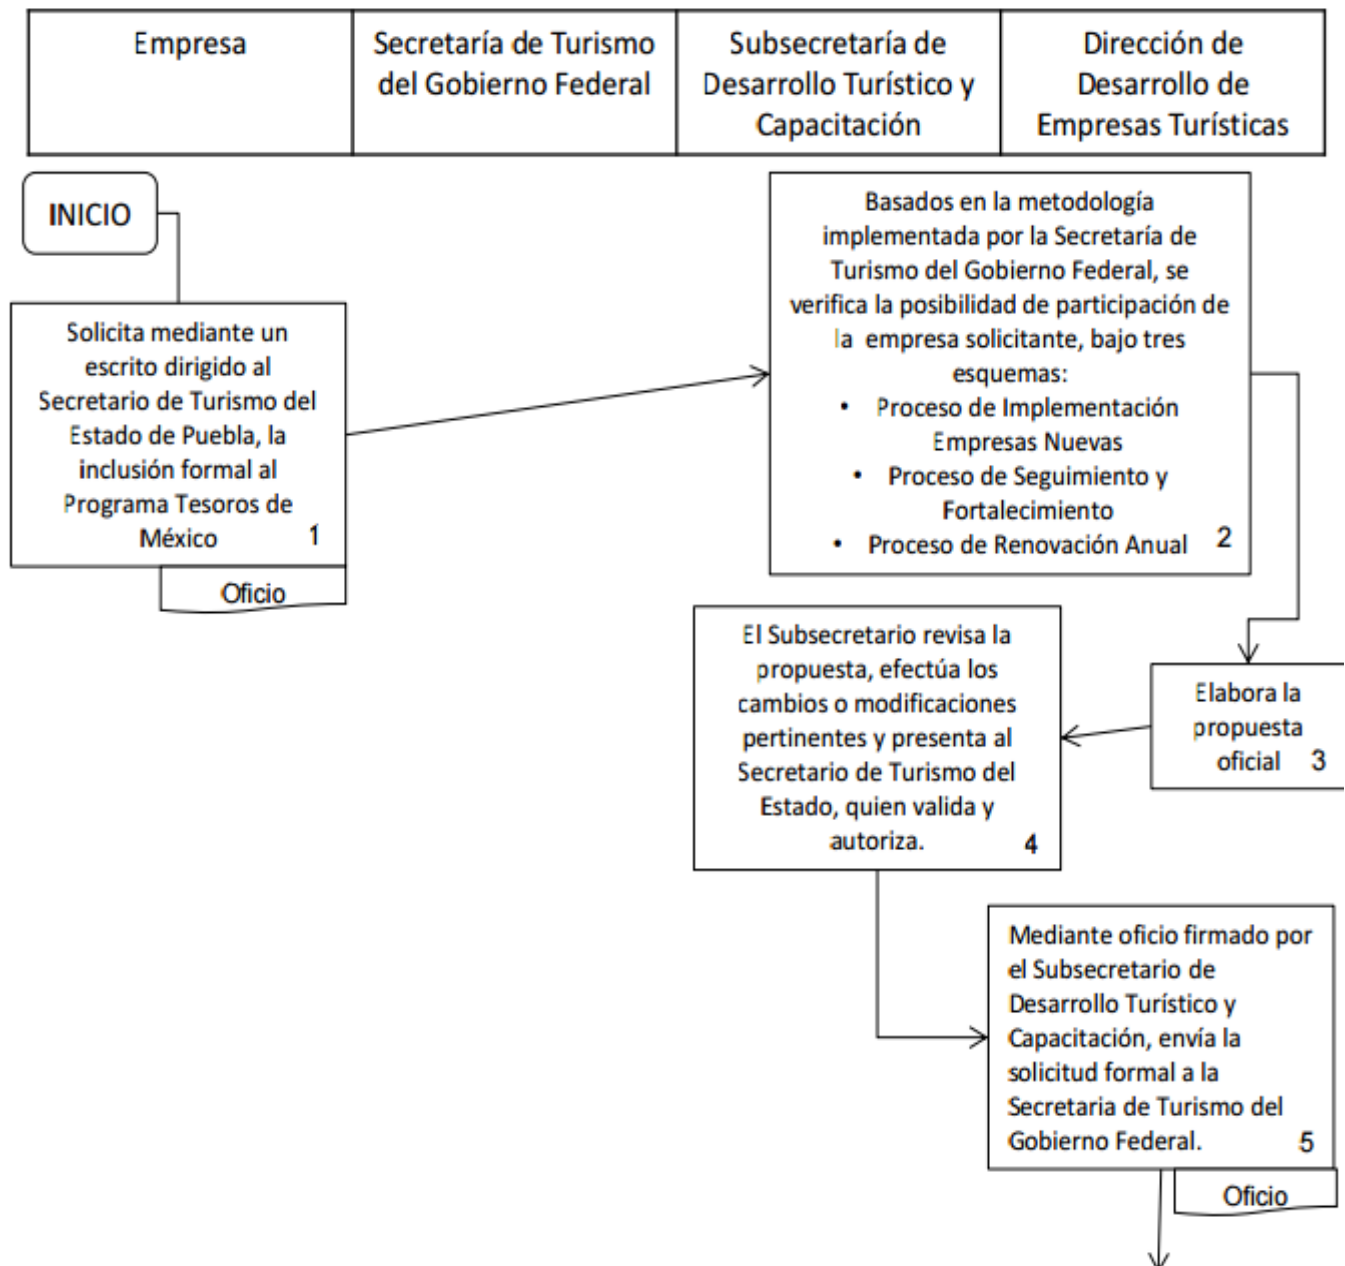 Empresa
Secretaría de Turismo
del Gobierno Federal
Subsecretaría de
Desarrollo Turístico y
Capacitación
Dirección de
Desarrollo de
Empresas Turísticas
INICIO
Solicita mediante un
escrito dirigido al
Secretario de Turismo del
Estado de Puebla, la
inclusión formal al
Programa Tesoros de
México 1
Oficio
Basados en la metodología
implementada por la Secretaría de
Turismo del Gobierno Federal, se
verifica la posibilidad de participación de
la empresa solicitante, bajo tres
esquemas:
• Proceso de Implementación
Empresas Nuevas
• Proceso de Seguimiento y
Fortalecimiento
• Proceso de Renovación Anual 2
Elabora la
propuesta
oficial 3
El Subsecretario revisa la
propuesta, efectúa los
cambios o modificaciones
pertinentes y presenta al
Secretario de Turismo del
Estado, quien valida y
autoriza. 4
Mediante oficio firmado por
el Subsecretario de
Desarrollo Turístico y
Capacitación, envía la
solicitud formal a la
Secretaria de Turismo del
Gobierno Federal. 5
Oficio